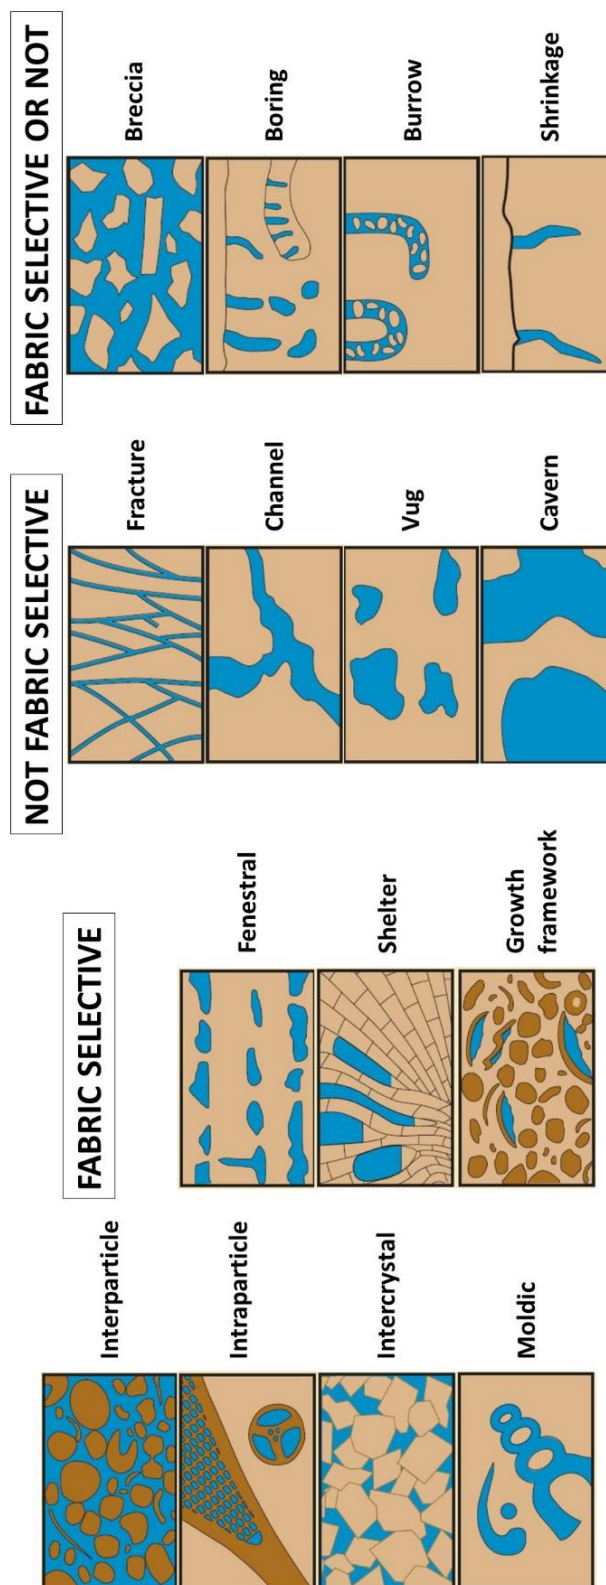 FABRIC SELECTIVE
Interparticle
Intraparticle
Intercrystal
Moldic
Fenestral
Shelter
Growth
framework
NOT FABRIC SELECTIVE
Fracture
Channel
Vug
Cavern
FABRIC SELECTIVE OR NOT
Breccia
Boring
Burrow
Shrinkage